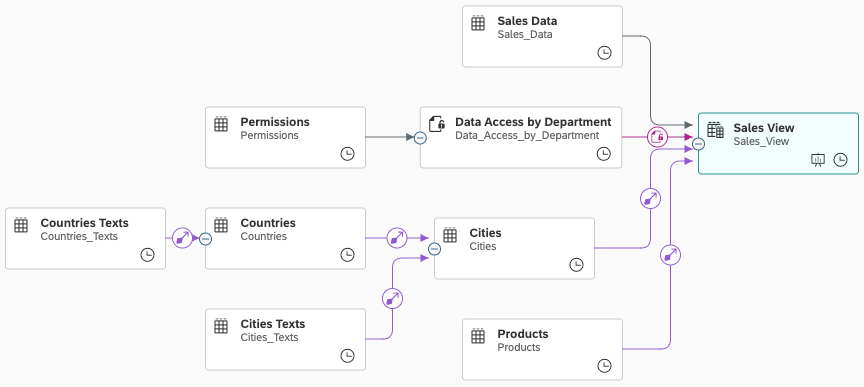 Sales Data
Sales_Data
Permissions
Permissions
Data Access by Department
Data_Access_by_Department
Sales View
Sales_View
Countries Texts
Countries_Texts
Countries
Countries
Cities
Cities
Cities Texts
Cities_Texts
Products
Products